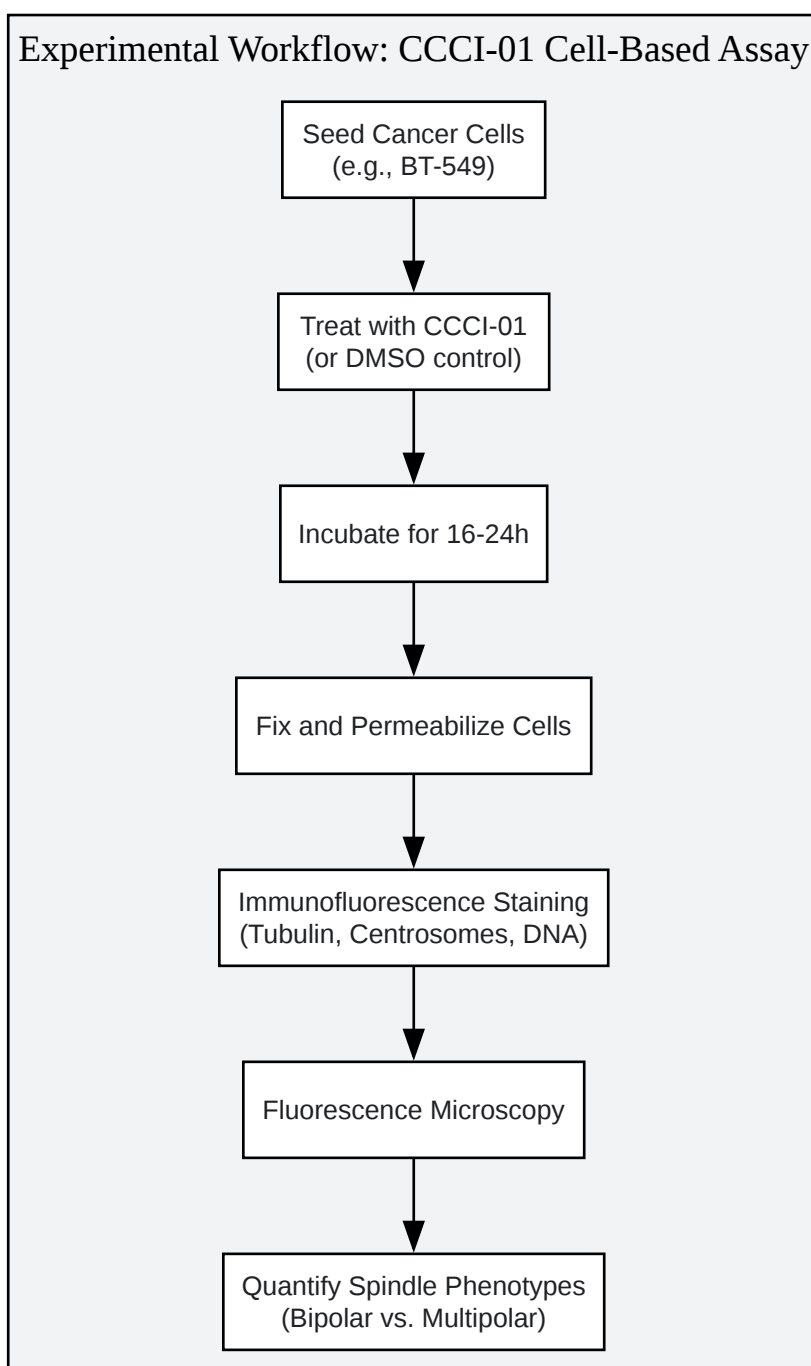 Experimental Workflow: CCCI-01 Cell-Based Assay
Seed Cancer Cells
(e.g., BT-549)
Treat with CCCI-01
(or DMSO control)
Incubate for 16-24h
Fix and Permeabilize Cells
Immunofluorescence Staining
(Tubulin, Centrosomes, DNA)
Fluorescence Microscopy
Quantify Spindle Phenotypes
(Bipolar vs. Multipolar)